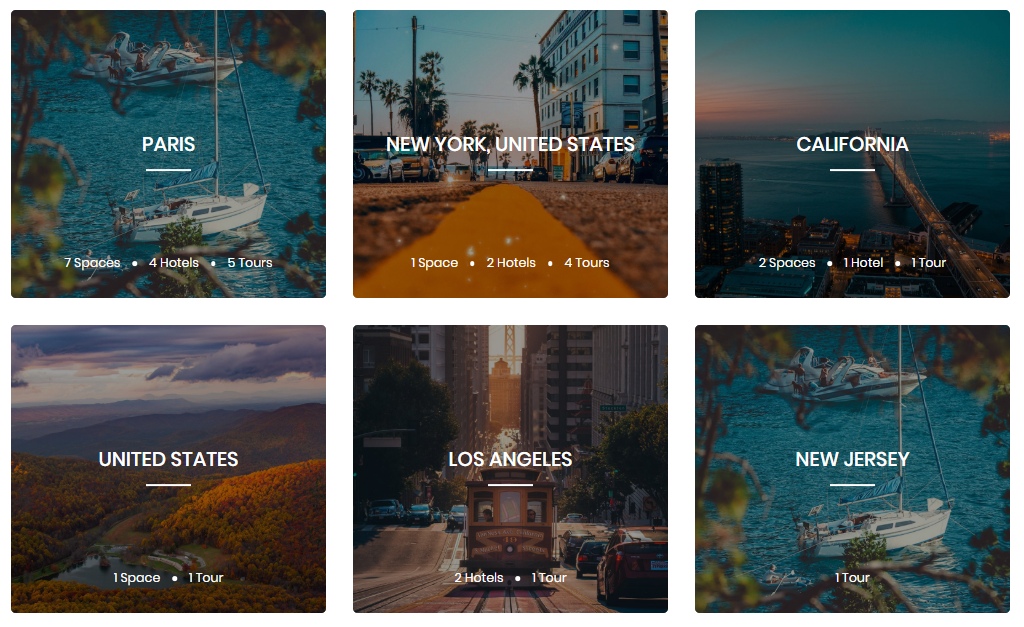 PARIS
7 Spaces • 4 Hotels • 5 Tours
NEW YORK, UNITED STATES
1 Space • 2 Hotels • 4 Tours
CALIFORNIA
2 Spaces • 1 Hotel • 1 Tour
UNITED STATES
1 Space • 1 Tour
LOS ANGELES
2 Hotels • 1 Tour
NEW JERSEY
1 Tour